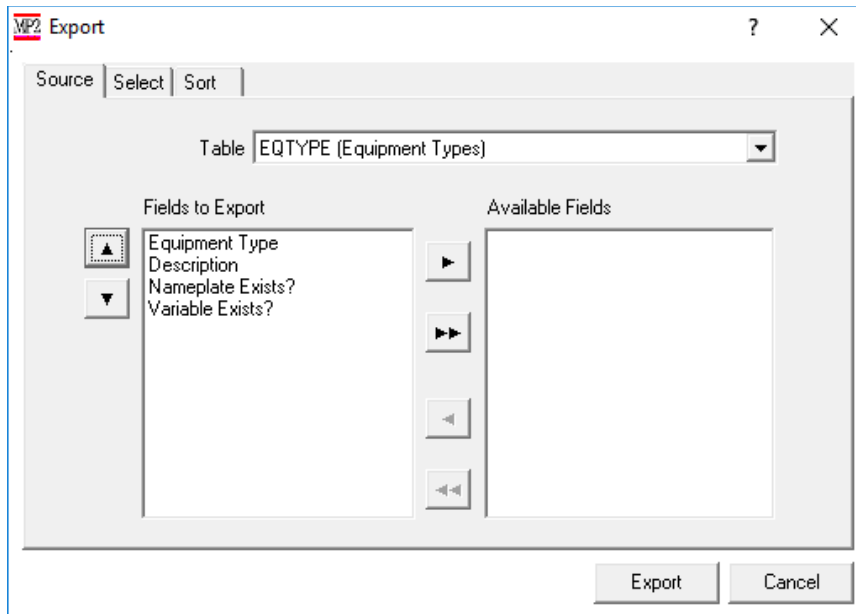 MP2 Export
Source Select Sort
Table EQTYPE (Equipment Types)
Fields to Export
Available Fields
Equipment Type
Description
Nameplate Exists?
Variable Exists?
Export Cancel